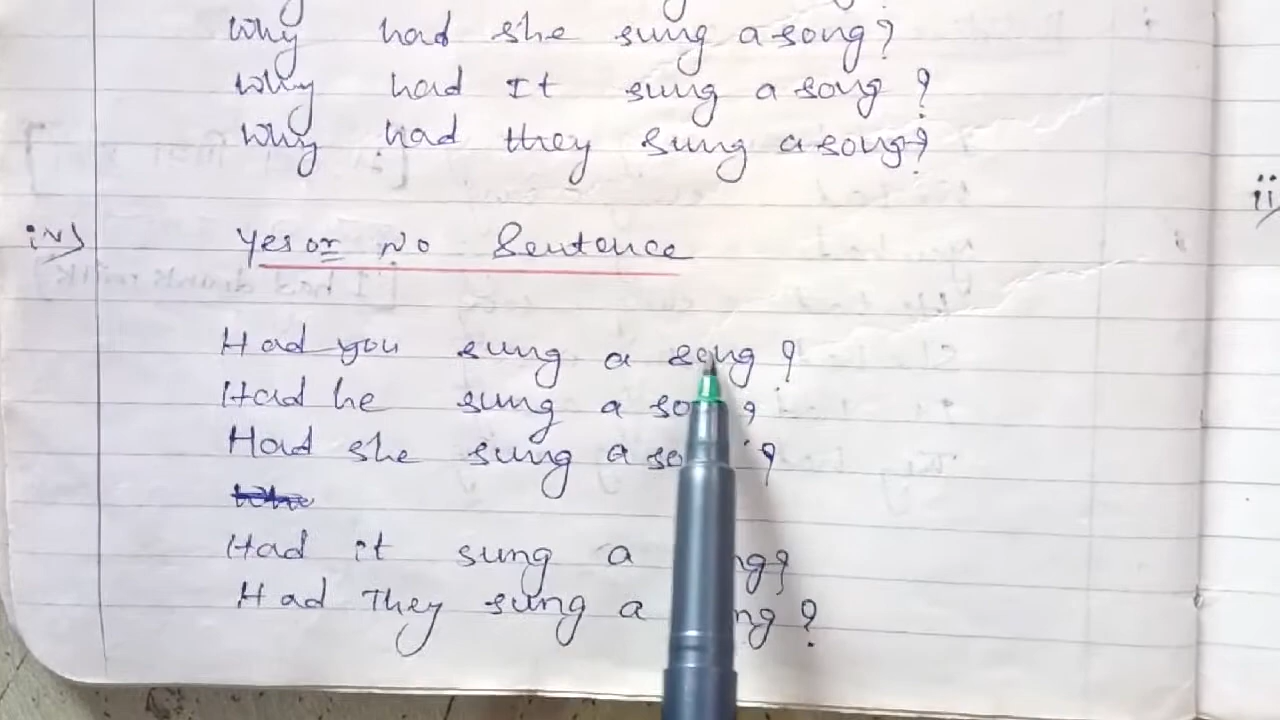 Why had she sung a song?
Why had It sung a song?
Why had they sung a song?
iv) Yes or No Sentence
ii)
Had you sung a song?
Had he sung a ?
Had she sung a ?
Had it sung a
Had They sung a